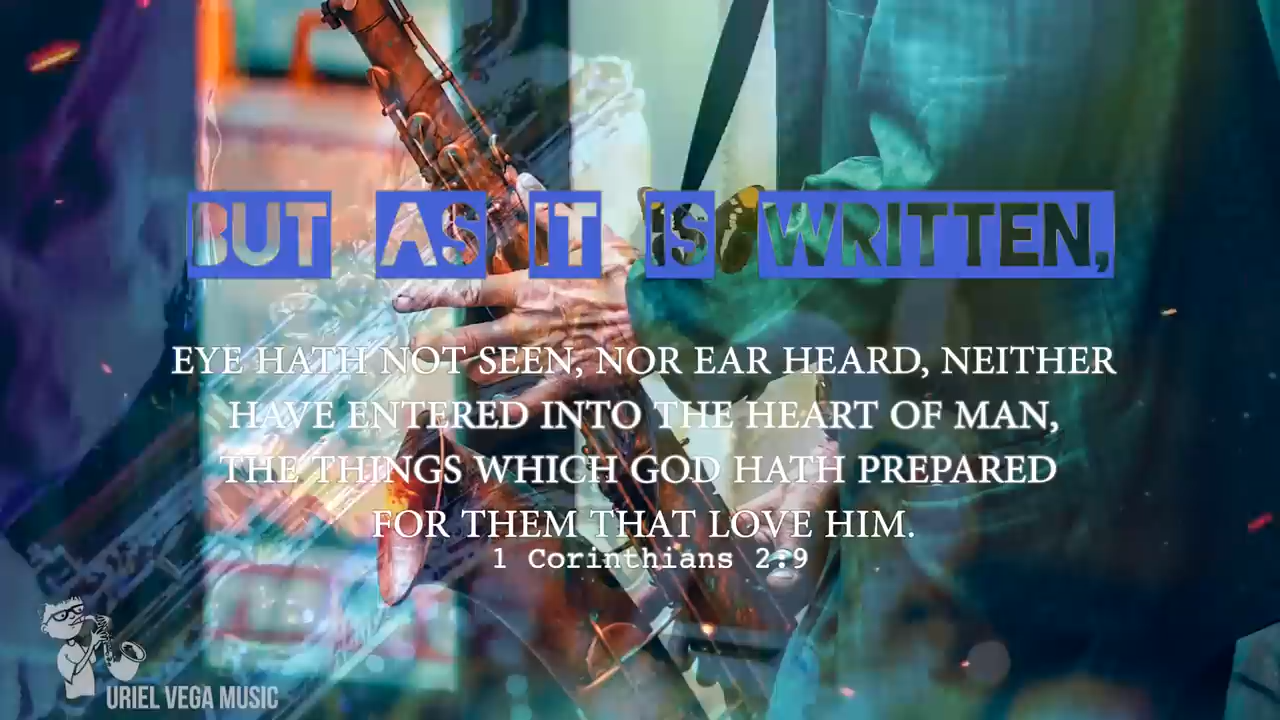 BUT AS IT IS WRITTEN,
EYE HATH NOT SEEN, NOR EAR HEARD, NEITHER
HAVE ENTERED INTO THE HEART OF MAN,
THE THINGS WHICH GOD HATH PREPARED
FOR THEM THAT LOVE HIM.
1 Corinthians 2:9
URIEL VEGA MUSIC